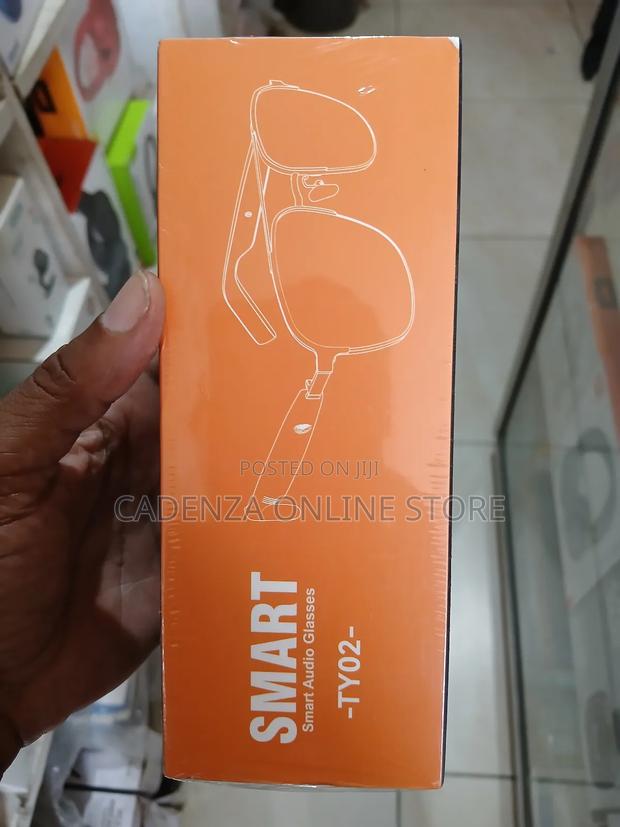 SMART
Smart Audio Glasses
-TY02-
POSTED ON JIJI
CADENZA ONLINE STORE